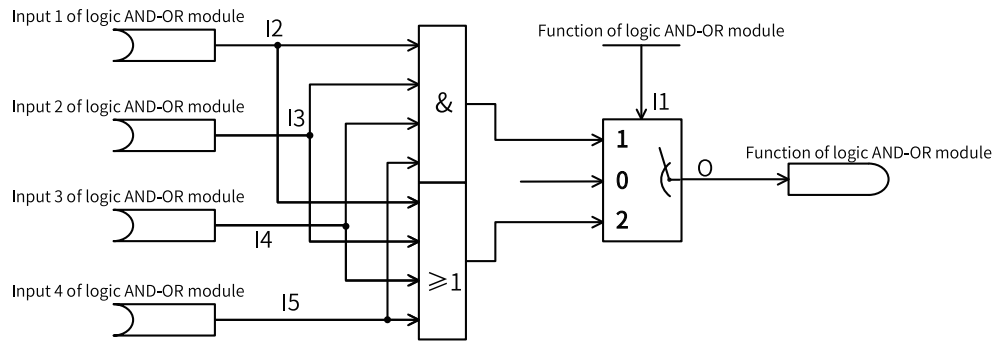 Input 1 of logic AND-OR module
I2
Function of logic AND-OR module
&
I1
Input 2 of logic AND-OR module
I3
1
Function of logic AND-OR module
0
O
Input 3 of logic AND-OR module
I4
2
≥1
Input 4 of logic AND-OR module
I5